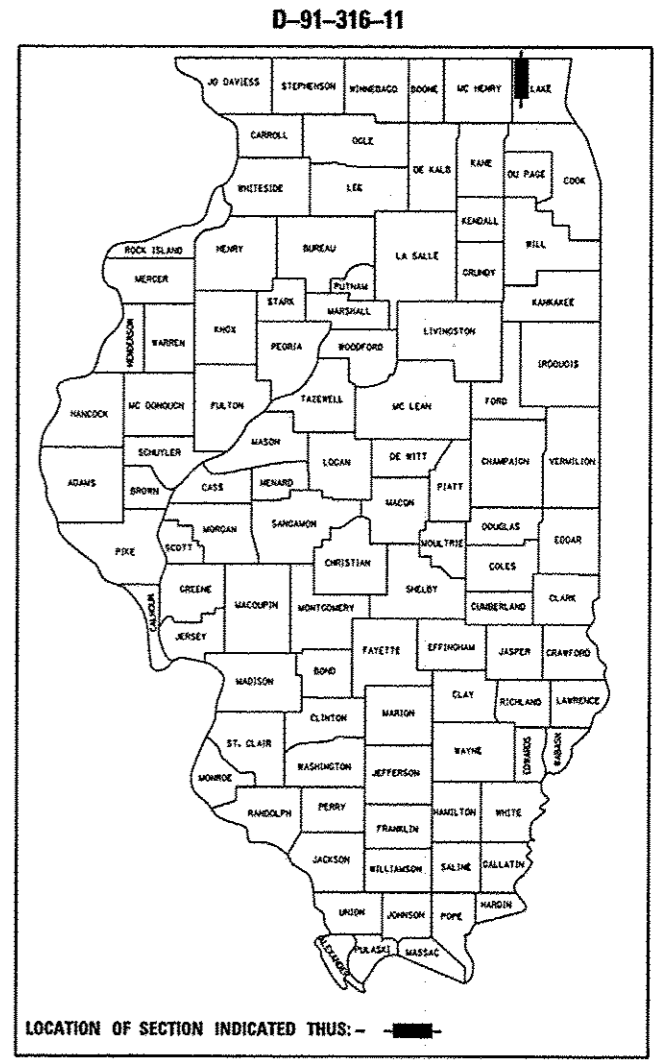 D-91-316-11
JO DAVIESS STEPHENSON WINNEBAGO BOONE MC HENRY LAKE
CARROLL OGLE DE KALB KANE DU PAGE COOK
WHITESIDE LEE KENDALL WILL
ROCK ISLAND HENRY BUREAU LA SALLE GRUNDY
MERCER STARK PUTNAM MARSHALL KANKAKEE
HENDERSON WARREN KNOX PEORIA WOODFORD LIVINGSTON IROQUOIS
HANCOCK MC DONOUGH FULTON TAZEWELL MC LEAN FORD
SCHUYLER MASON LOGAN DE WITT CHAMPAIGN VERMILION
ADAMS BROWN CASS MENARD MACON PIATT
PIKE SCOTT MORGAN SANGAMON CHRISTIAN MOULTRIE DOUGLAS EDGAR
COLES
CALHOUN GREENE MACOUPIN MONTGOMERY SHELBY CUMBERLAND CLARK
JERSEY FAYETTE EFFINGHAM JASPER CRAWFORD
MADISON BOND CLAY RICHLAND LAWRENCE
ST. CLAIR CLINTON MARION WAYNE EDWARDS WABASH
MONROE WASHINGTON JEFFERSON
RANDOLPH PERRY FRANKLIN HAMILTON WHITE
JACKSON WILLIAMSON SALINE GALLATIN
UNION JOHNSON POPE HARDIN
ALEXANDER PULASKI MASSAC
LOCATION OF SECTION INDICATED THUS: -